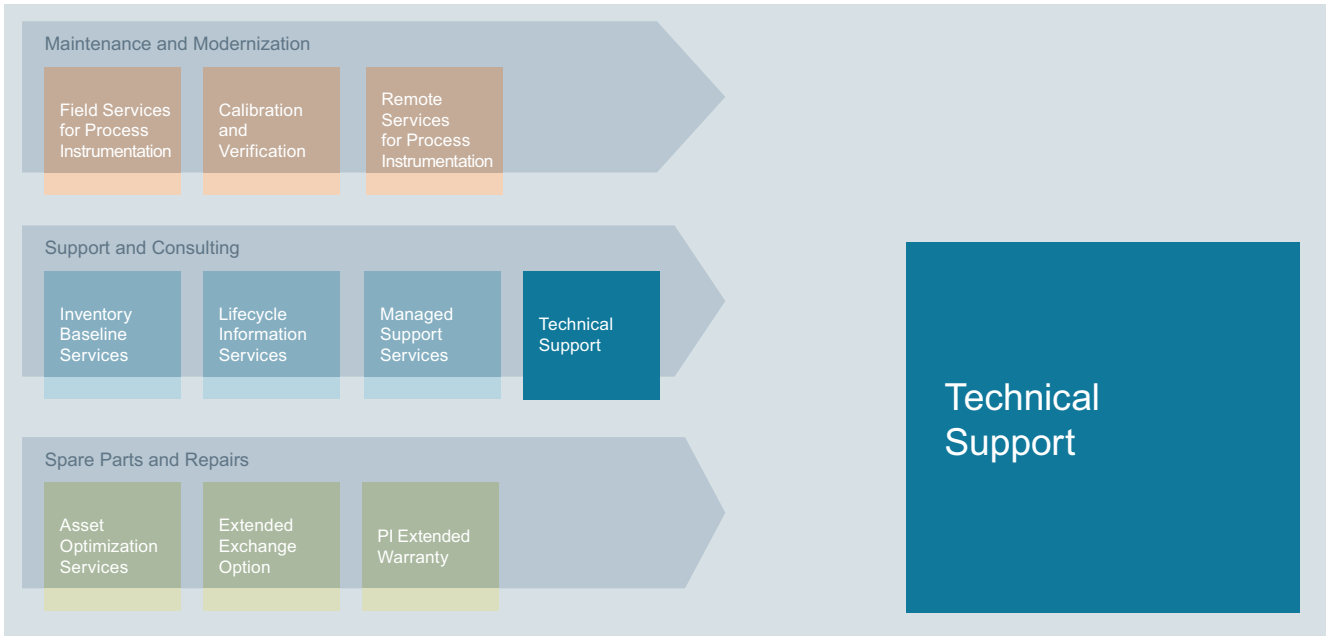 Maintenance and Modernization
Field Services
for Process
Instrumentation
Calibration
and
Verification
Remote
Services
for Process
Instrumentation
Support and Consulting
Inventory
Baseline
Services
Lifecycle
Information
Services
Managed
Support
Services
Technical
Support
Technical
Support
Spare Parts and Repairs
Asset
Optimization
Services
Extended
Exchange
Option
PI Extended
Warranty